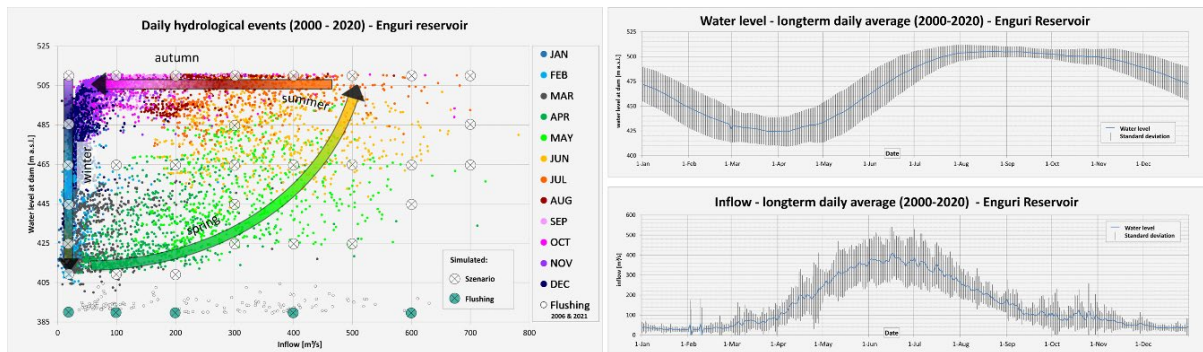 Daily hydrological events (2000 - 2020) - Enguri reservoir
Water level at dam [m a.s.l.]
525
505
485
465
445
425
405
385
autumn
summer
winter
spring
Simulated:
Szenario
Flushing
0
100
200
300
400
500
600
700
800
Inflow [m³/s]
JAN
FEB
MAR
APR
MAY
JUN
JUL
AUG
SEP
OCT
NOV
DEC
Flushing
2006 & 2021
Water level - longterm daily average (2000-2020) - Enguri Reservoir
water level at dam [m a.s.l.]
525
500
475
450
425
400
Water level
Standard deviation
Date
1-Jan
1-Feb
1-Mar
1-Apr
1-May
1-Jun
1-Jul
1-Aug
1-Sep
1-Oct
1-Nov
1-Dec
Inflow - longterm daily average (2000-2020) - Enguri Reservoir
inflow [m³/s]
600
500
400
300
200
100
0
Water level
Standard deviation
Date
1-Jan
1-Feb
1-Mar
1-Apr
1-May
1-Jun
1-Jul
1-Aug
1-Sep
1-Oct
1-Nov
1-Dec